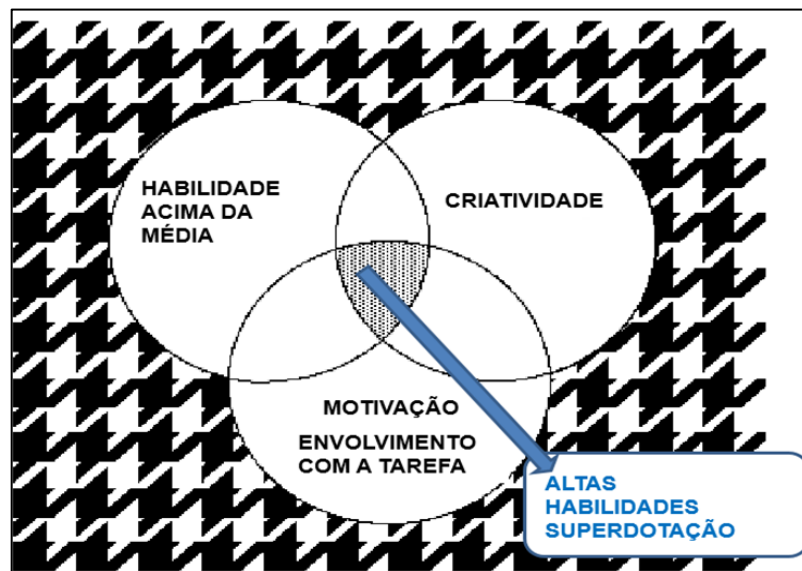 HABILIDADE
ACIMA DA
MÉDIA
CRIATIVIDADE
MOTIVAÇÃO
ENVOLVIMENTO
COM A TAREFA
ALTAS
HABILIDADES
SUPERDOTAÇÃO